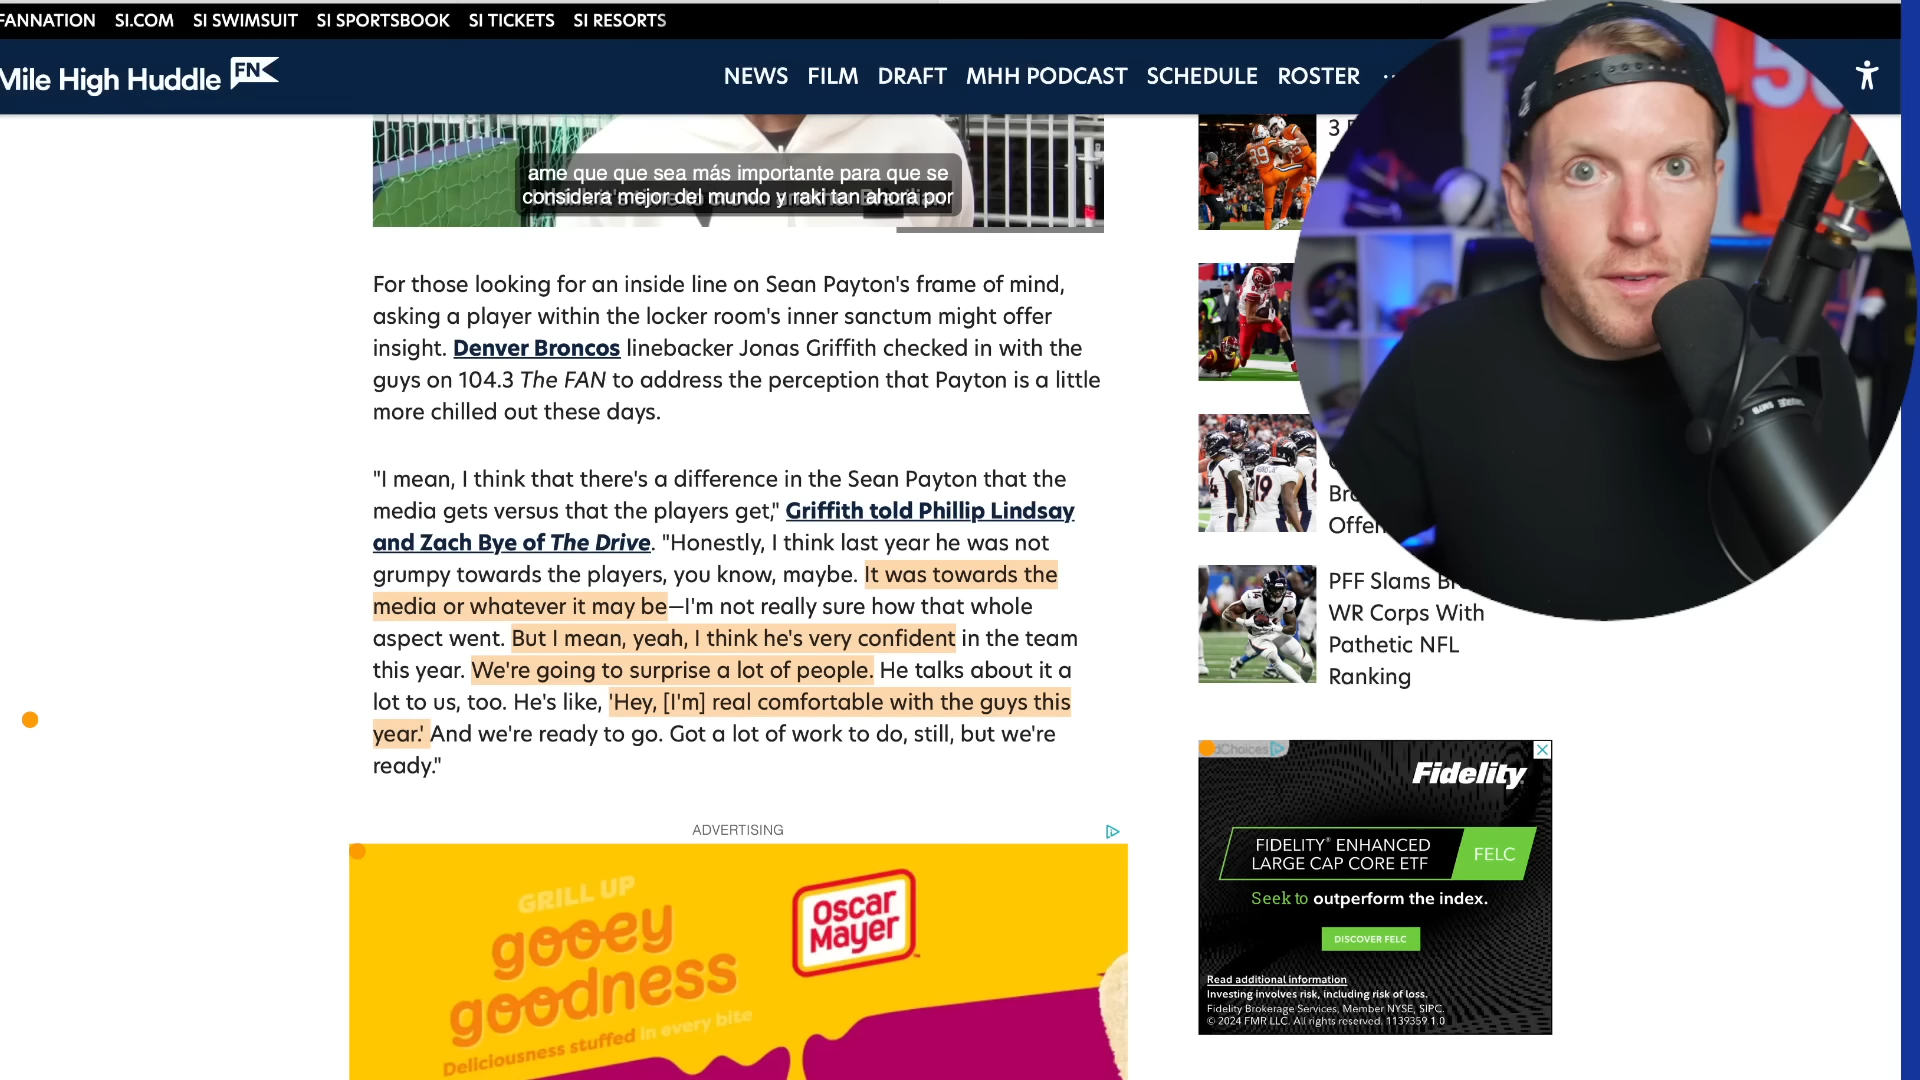 FANNATION SI.COM SI SWIMSUIT SI SPORTSBOOK SI TICKETS SI RESORTS
Mile High Huddle FN
NEWS FILM DRAFT MHH PODCAST SCHEDULE ROSTER ...
ame que que sea más importante para que se
considera mejor del mundo y raki tan ahora por
For those looking for an inside line on Sean Payton's frame of mind,
asking a player within the locker room's inner sanctum might offer
insight. Denver Broncos linebacker Jonas Griffith checked in with the
guys on 104.3 The FAN to address the perception that Payton is a little
more chilled out these days.
"I mean, I think that there's a difference in the Sean Payton that the
media gets versus that the players get," Griffith told Phillip Lindsay
and Zach Bye of The Drive. "Honestly, I think last year he was not
grumpy towards the players, you know, maybe. It was towards the
media or whatever it may be—I'm not really sure how that whole
aspect went. But I mean, yeah, I think he's very confident in the team
this year. We're going to surprise a lot of people. He talks about it a
lot to us, too. He's like, 'Hey, [I'm] real comfortable with the guys this
year.' And we're ready to go. Got a lot of work to do, still, but we're
ready."
ADVERTISING
GRILL UP
gooey
goodness
Deliciousness stuffed in every bite
Oscar
Mayer
3
PFF Slams
WR Corps With
Pathetic NFL
Ranking
Fidelity
FIDELITY® ENHANCED
LARGE CAP CORE ETF
FELC
Seek to outperform the index.
DISCOVER FELC
Read additional information
Investing involves risk, including risk of loss.
Fidelity Brokerage Services, Member NYSE, SIPC.
© 2024 FMR LLC. All rights reserved. 1139359.1.0